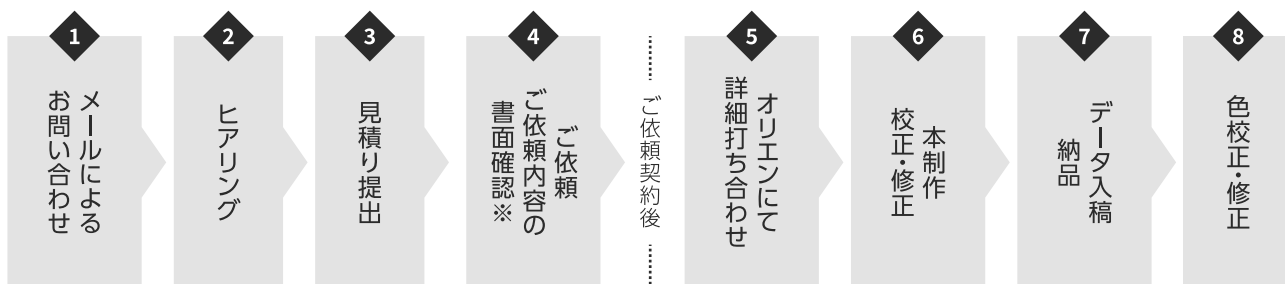 1
メールによる
お問い合わせ
2
ヒアリング
3
見積り提出
4
ご依頼
ご依頼内容の
書面確認※
ご依頼契約後
5
オリエンにて
詳細打ち合わせ
6
本制作
校正・修正
7
データ入稿
納品
8
色校正・修正